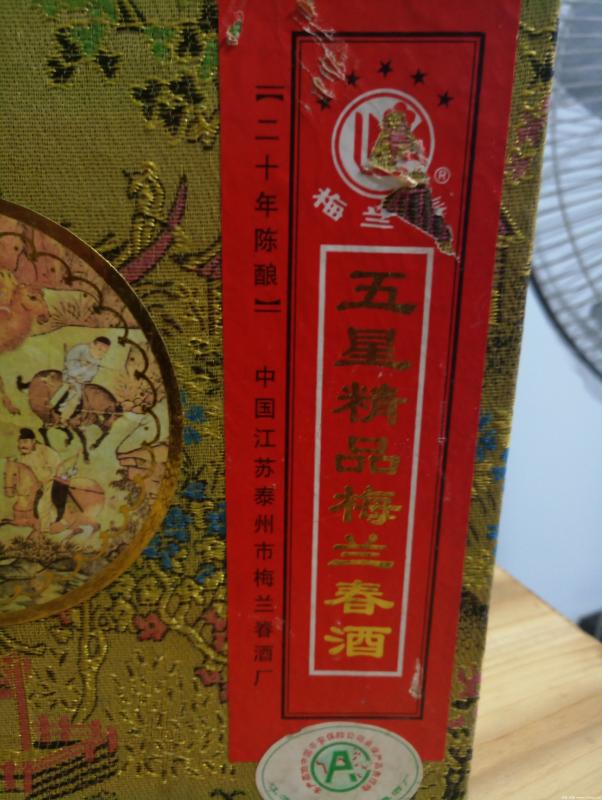 梅兰
®
五星精品梅兰春酒
【二十年陈酿】
中国江苏泰州市梅兰春酒厂
A